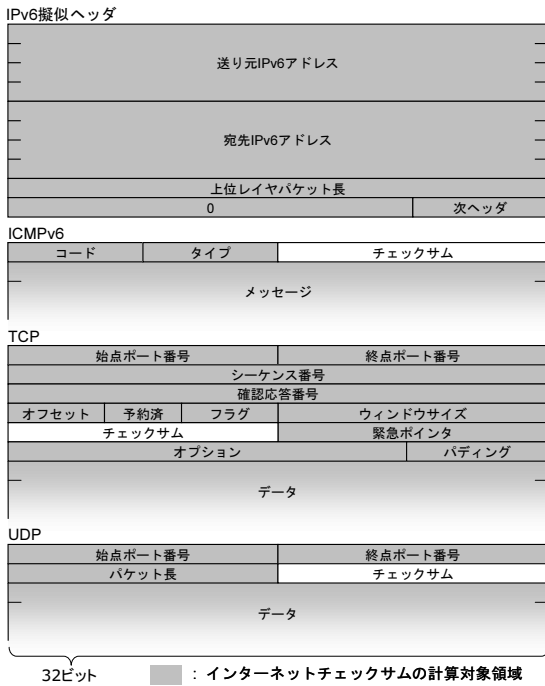 IPv6擬似ヘッダ
送り元IPv6アドレス
宛先IPv6アドレス
上位レイヤパケット長
0 次ヘッダ
ICMPv6
コード タイプ チェックサム
メッセージ
TCP
始点ポート番号 終点ポート番号
シーケンス番号
確認応答番号
オフセット 予約済 フラグ ウィンドウサイズ
チェックサム 緊急ポインタ
オプション パディング
データ
UDP
始点ポート番号 終点ポート番号
パケット長 チェックサム
データ
32ビット : インターネットチェックサムの計算対象領域